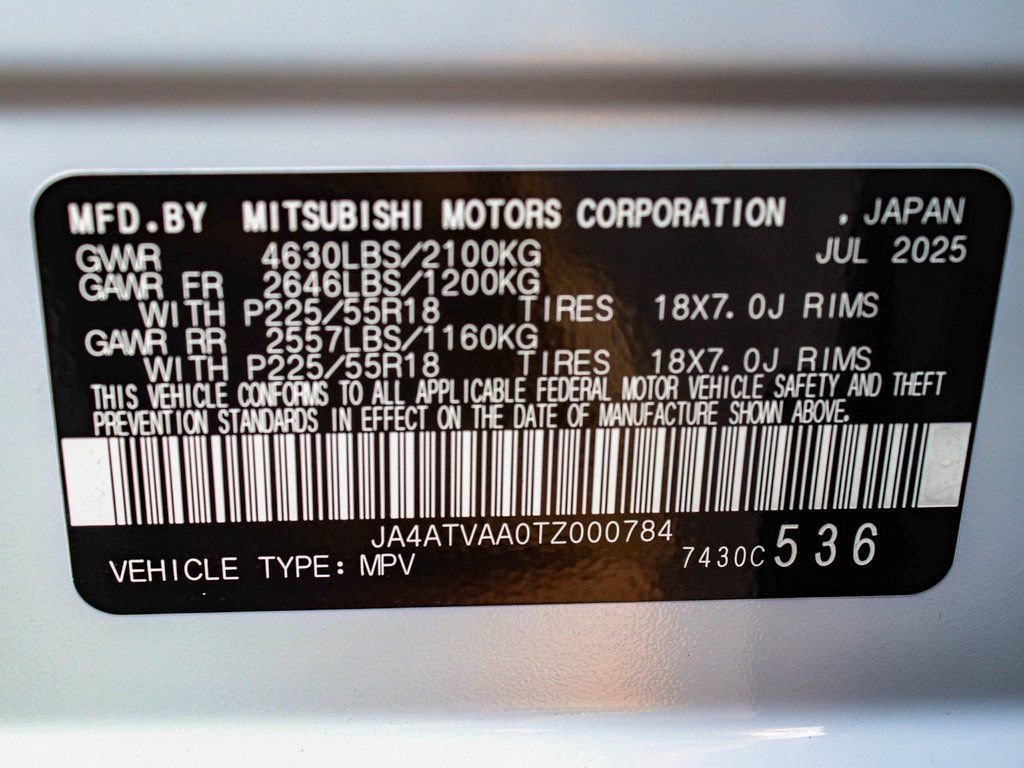 MFD.BY MITSUBISHI MOTORS CORPORATION . JAPAN
GVWR 4630LBS/2100KG JUL 2025
GAWR FR 2646LBS/1200KG
WITH P225/55R18 TIRES 18X7.0J RIMS
GAWR RR 2557LBS/1160KG
WITH P225/55R18 TIRES 18X7.0J RIMS
THIS VEHICLE CONFORMS TO ALL APPLICABLE FEDERAL MOTOR VEHICLE SAFETY AND THEFT
PREVENTION STANDARDS IN EFFECT ON THE DATE OF MANUFACTURE SHOWN ABOVE.
JA4ATVAA0TZ000784
VEHICLE TYPE: MPV 7430C 536